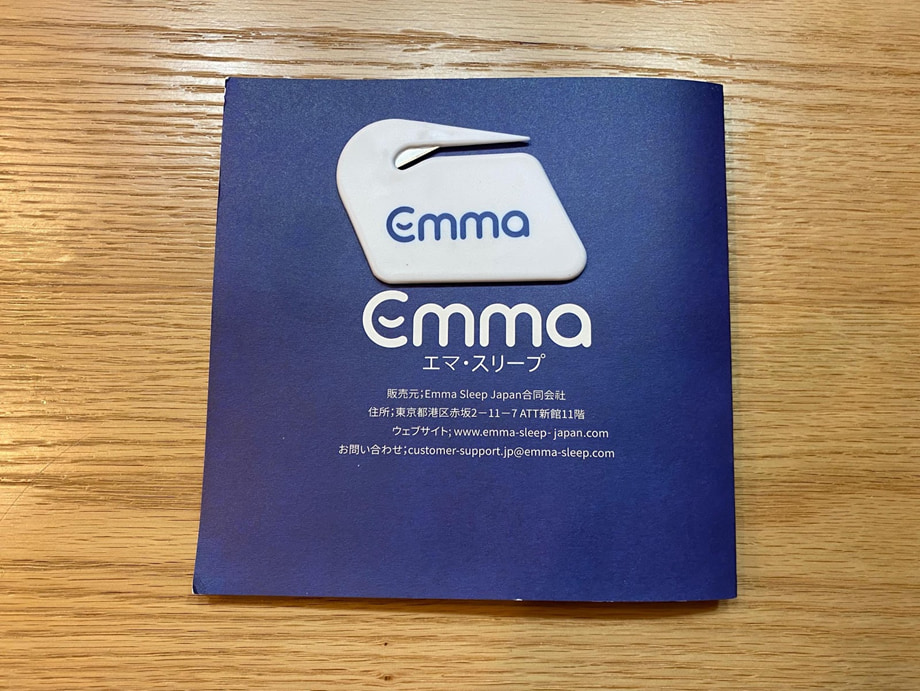 Emma
Emma
エマ・スリープ
販売元；Emma Sleep Japan合同会社
住所；東京都港区赤坂2－11－7 ATT新館11階
ウェブサイト; www.emma-sleep- japan.com
お問い合わせ；customer-support.jp@emma-sleep.com